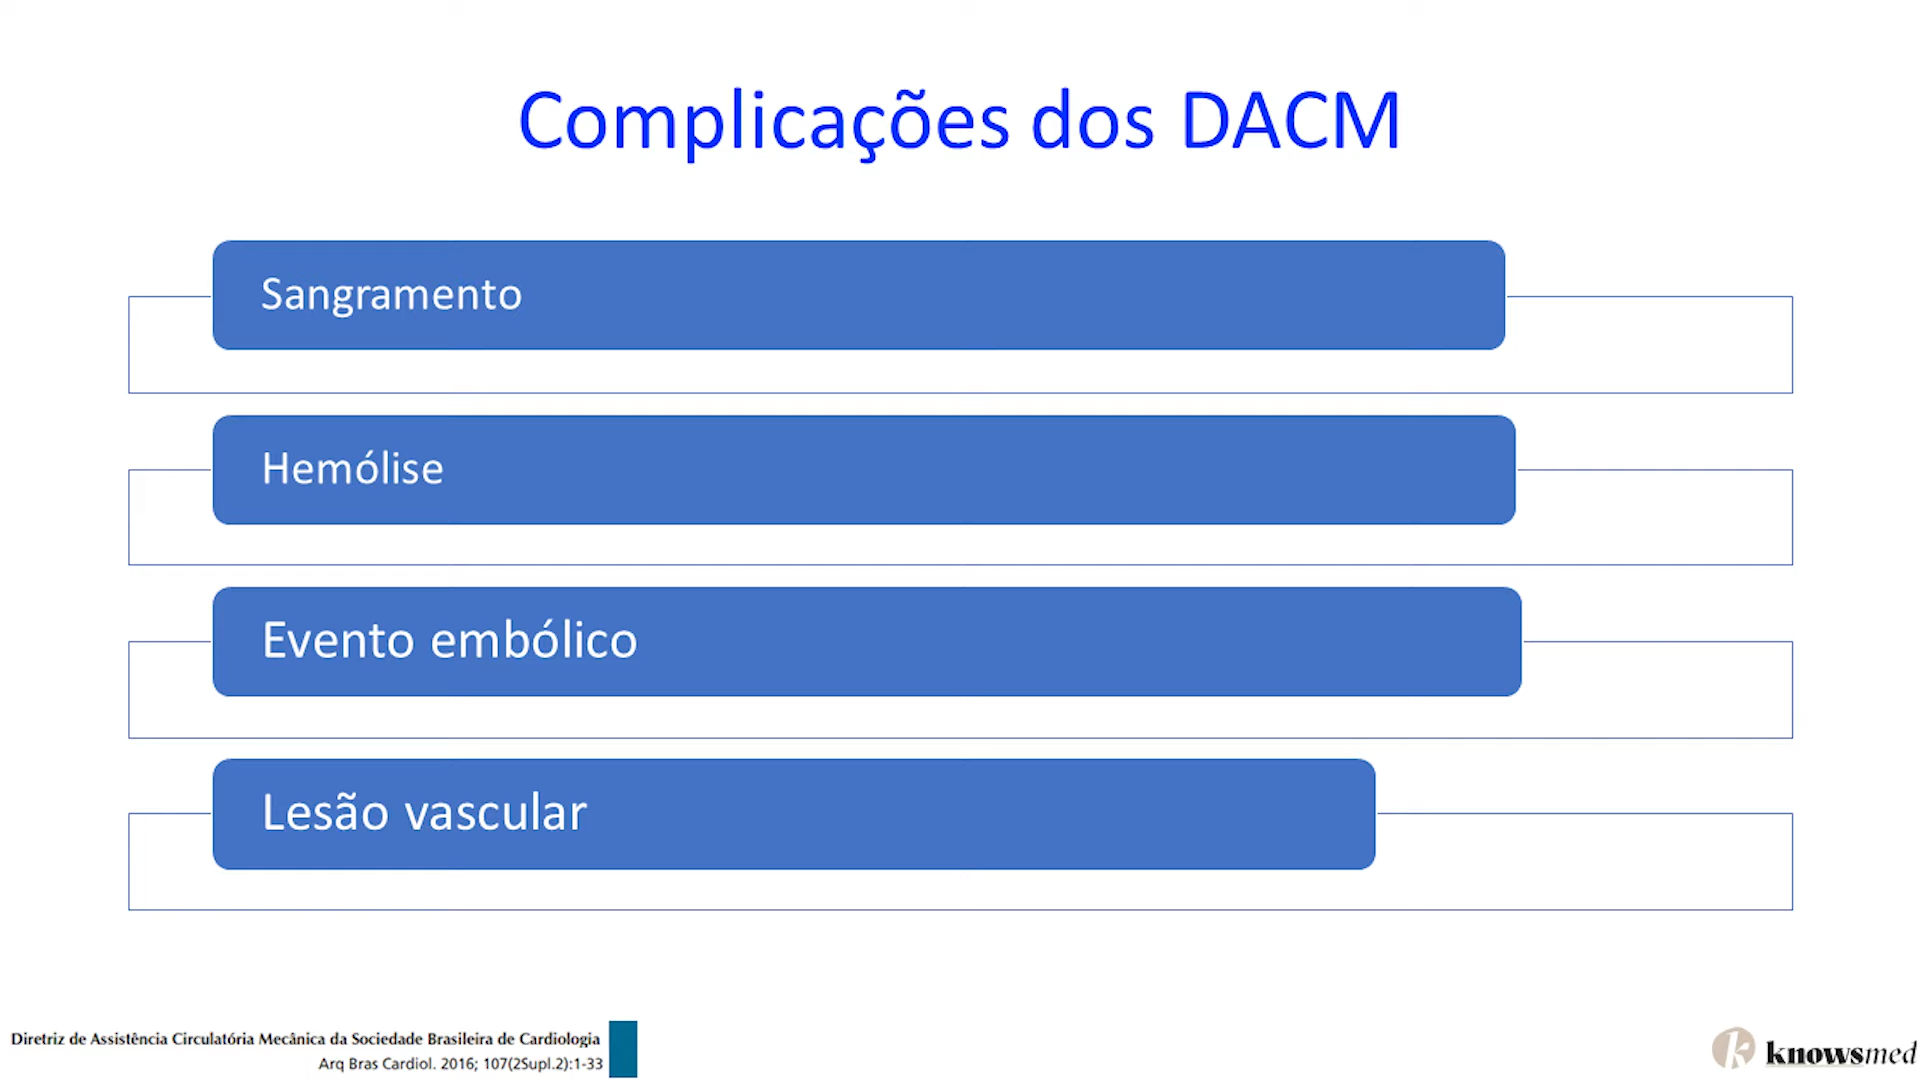 Complicações dos DACM
Sangramento
Hemólise
Evento embólico
Lesão vascular
Diretriz de Assistência Circulatória Mecânica da Sociedade Brasileira de Cardiologia
Arq Bras Cardiol. 2016; 107(2Supl.2):1-33
k knowsmed